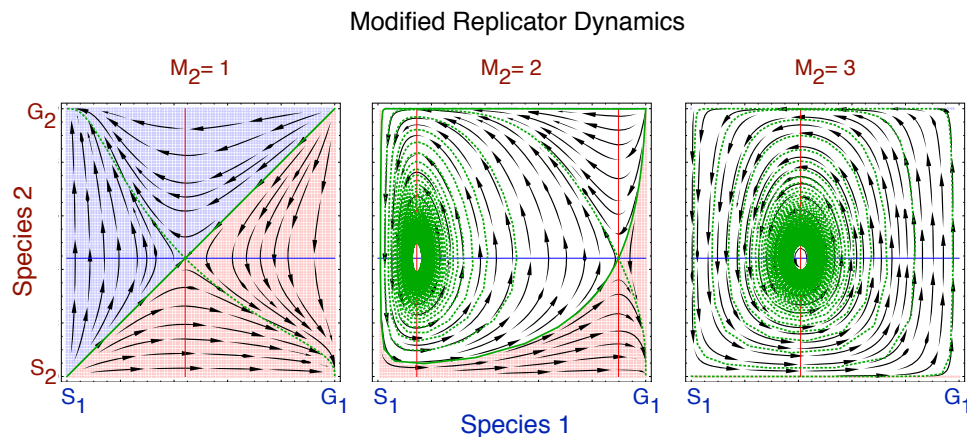 Modified Replicator Dynamics
M2= 1
M2= 2
M2= 3
G2
Species 2
S2
S1
G1
S1
G1
S1
G1
Species 1